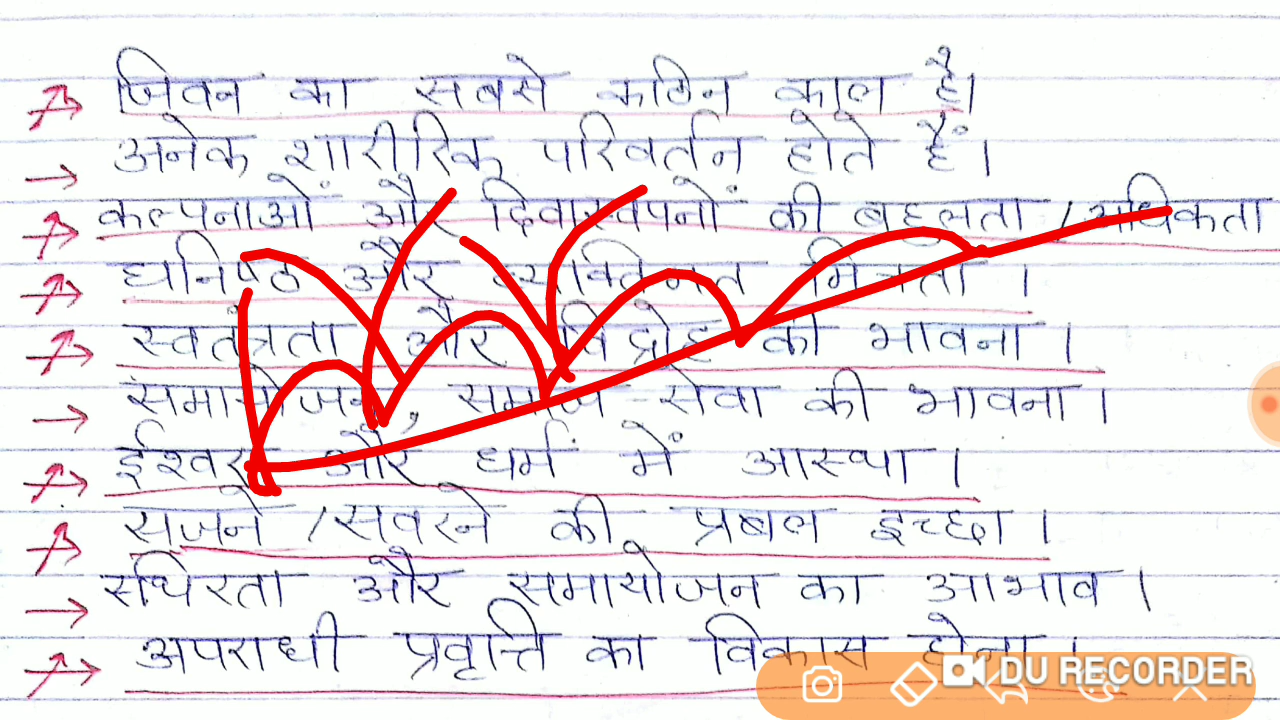 जिवन का सबसे कठिन काल है।
अनेक शारीरिक परिवर्तन होते हैं।
कल्पनाओं और दिवास्वपनों की बहुलता / अधिकता
घनिष्ठ और व्यक्तिगत मित्रता ।
स्वतंत्रता और विद्रोह की भावना ।
समायोजन, समाज-सेवा की भावना ।
ईश्वर और धर्म में आस्था ।
सजने / सवरने की प्रबल इच्छा ।
स्थिरता और समायोजन का आभाव ।
अपराधी प्रवृत्ति का विकास होना ।
DU RECORDER